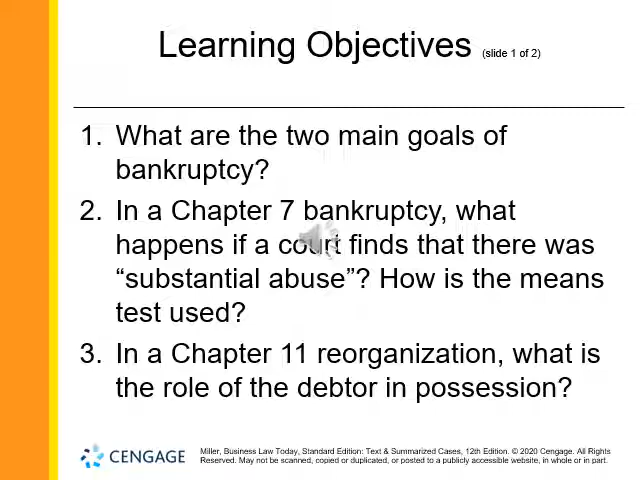 Learning Objectives (slide 1 of 2)
1. What are the two main goals of
bankruptcy?
2. In a Chapter 7 bankruptcy, what
happens if a court finds that there was
“substantial abuse”? How is the means
test used?
3. In a Chapter 11 reorganization, what is
the role of the debtor in possession?
CENGAGE
Miller, Business Law Today, Standard Edition: Text & Summarized Cases, 12th Edition. © 2020 Cengage. All Rights
Reserved. May not be scanned, copied or duplicated, or posted to a publicly accessible website, in whole or in part.